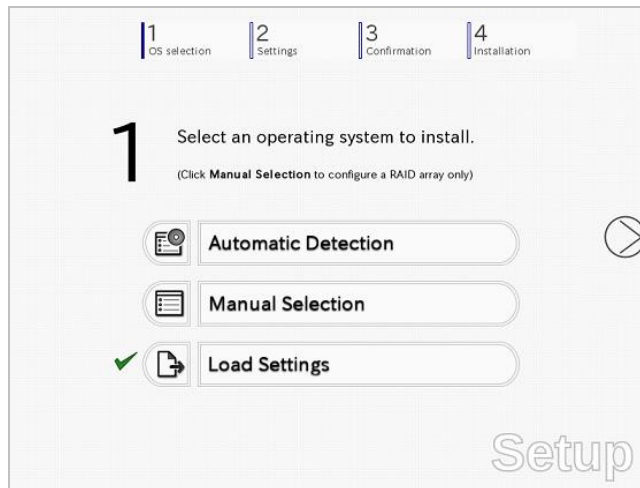 1
OS selection
2
Settings
3
Confirmation
4
Installation
1
Select an operating system to install.
(Click Manual Selection to configure a RAID array only)
Automatic Detection
Manual Selection
Load Settings
Setup